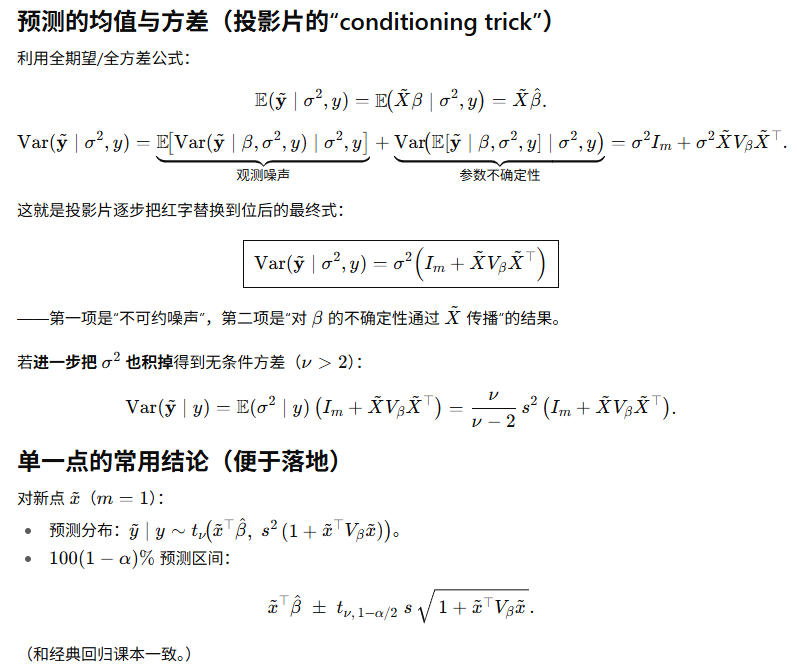 预测的均值与方差（投影片的“conditioning trick”）
利用全期望/全方差公式：
𝔼(ỹ | σ², y) = 𝔼(X̃β | σ², y) = X̃β̂.
Var(ỹ | σ², y) = 𝔼[Var(ỹ | β, σ², y) | σ², y] + Var(𝔼[ỹ | β, σ², y] | σ², y) = σ²Iₘ + σ²X̃V_βX̃^⊤.
观测噪声 参数不确定性
这就是投影片逐步把红字替换到位后的最终式：
Var(ỹ | σ², y) = σ²(Iₘ + X̃V_βX̃^⊤)
——第一项是“不可约噪声”，第二项是“对 β 的不确定性通过 X̃ 传播”的结果。
若进一步把 σ² 也积掉得到无条件方差（ν > 2）：
Var(ỹ | y) = 𝔼(σ² | y) (Iₘ + X̃V_βX̃^⊤) = ν/(ν − 2) s² (Iₘ + X̃V_βX̃^⊤).
单一点的常用结论（便于落地）
对新点 x̃（m = 1）：
• 预测分布：ỹ | y ∼ t_ν(x̃^⊤β̂, s² (1 + x̃^⊤V_βx̃))。
• 100(1 − α)% 预测区间：
x̃^⊤β̂ ± t_{ν, 1−α/2} s √(1 + x̃^⊤V_βx̃).
（和经典回归课本一致。）